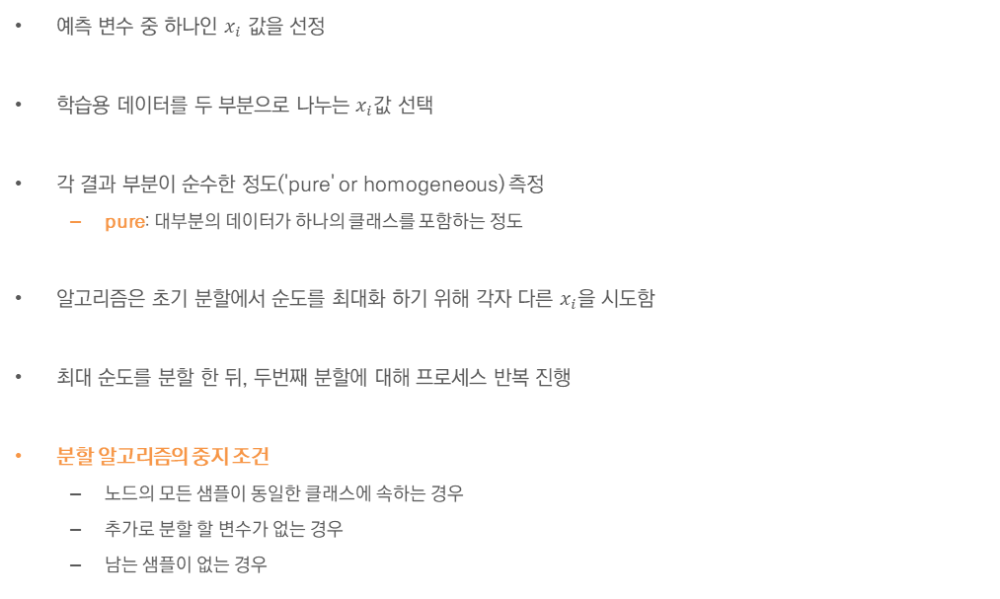 • 예측 변수 중 하나인 xᵢ 값을 선정
• 학습용 데이터를 두 부분으로 나누는 xᵢ값 선택
• 각 결과 부분이 순수한 정도('pure' or homogeneous) 측정
– pure: 대부분의 데이터가 하나의 클래스를 포함하는 정도
• 알고리즘은 초기 분할에서 순도를 최대화 하기 위해 각자 다른 xᵢ을 시도함
• 최대 순도를 분할 한 뒤, 두번째 분할에 대해 프로세스 반복 진행
• 분할 알고리즘의 중지 조건
– 노드의 모든 샘플이 동일한 클래스에 속하는 경우
– 추가로 분할 할 변수가 없는 경우
– 남는 샘플이 없는 경우